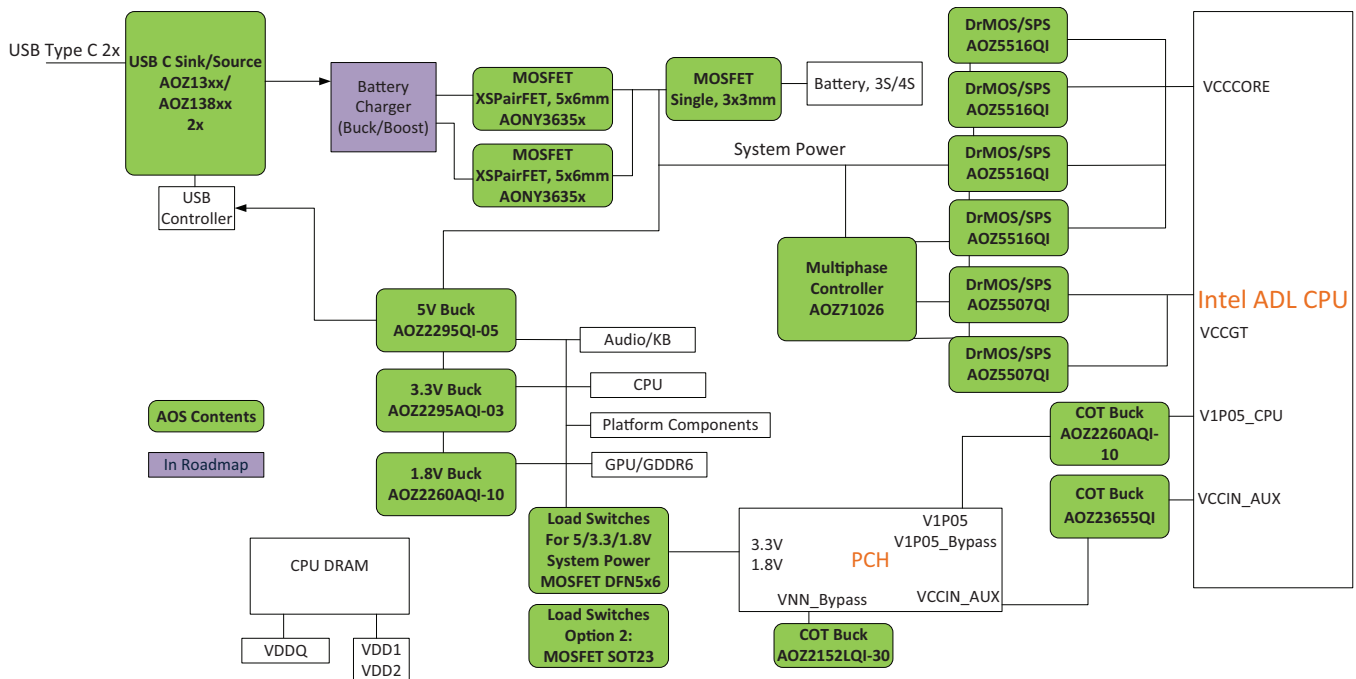 USB Type C 2x
USB C Sink/Source
AOZ13xx/
AOZ138xx
2x
USB
Controller
Battery
Charger
(Buck/Boost)
MOSFET
XSPairFET, 5x6mm
AONY3635x
MOSFET
XSPairFET, 5x6mm
AONY3635x
MOSFET
Single, 3x3mm
Battery, 3S/4S
System Power
DrMOS/SPS
AOZ5516QI
DrMOS/SPS
AOZ5516QI
DrMOS/SPS
AOZ5516QI
DrMOS/SPS
AOZ5516QI
DrMOS/SPS
AOZ5507QI
DrMOS/SPS
AOZ5507QI
Multiphase
Controller
AOZ71026
VCCCORE
Intel ADL CPU
VCCGT
V1P05_CPU
VCCIN_AUX
5V Buck
AOZ2295QI-05
3.3V Buck
AOZ2295AQI-03
1.8V Buck
AOZ2260AQI-10
Audio/KB
CPU
Platform Components
GPU/GDDR6
AOS Contents
In Roadmap
COT Buck
AOZ2260AQI-
10
COT Buck
AOZ23655QI
Load Switches
For 5/3.3/1.8V
System Power
MOSFET DFN5x6
Load Switches
Option 2:
MOSFET SOT23
V1P05
V1P05_Bypass
3.3V
1.8V
PCH
VNN_Bypass
VCCIN_AUX
COT Buck
AOZ2152LQI-30
CPU DRAM
VDDQ
VDD1
VDD2